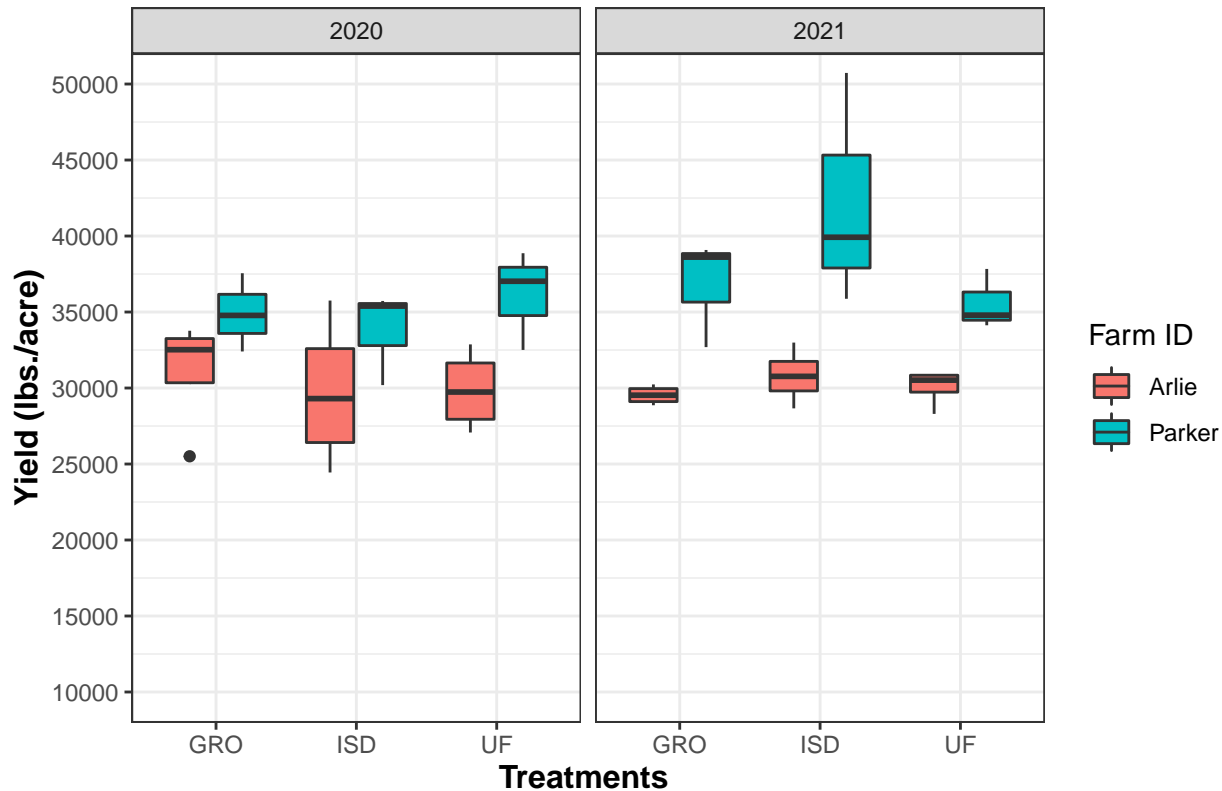 2020
2021
50000
45000
40000
35000
30000
25000
20000
15000
10000
Yield (lbs./acre)
GRO ISD UF
GRO ISD UF
Treatments
Farm ID
Arlie
Parker